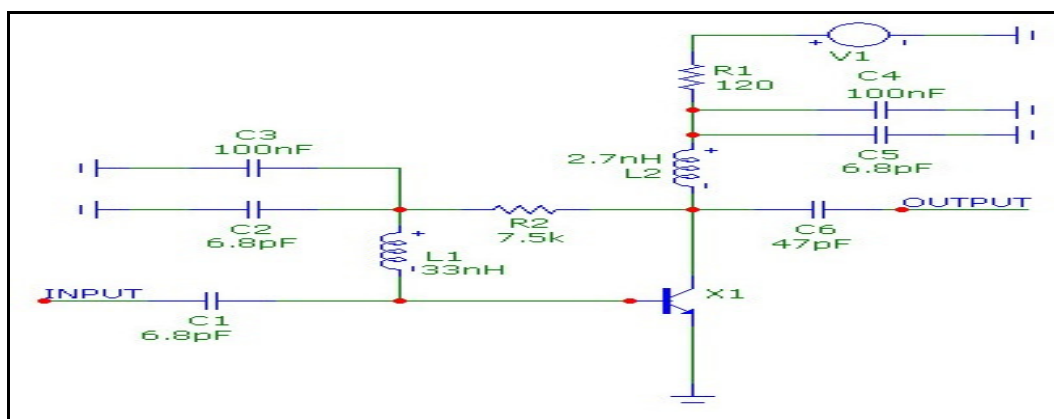 V1
R1
120
C4
100nF
C3
100nF
2.7nH
L2
C5
6.8pF
OUTPUT
C2
6.8pF
R2
7.5k
C6
47pF
L1
33nH
INPUT
X1
C1
6.8pF